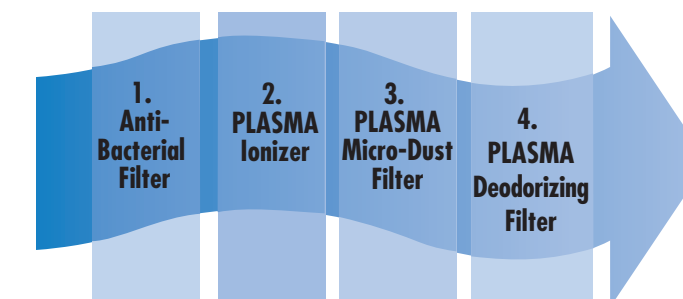 1.
Anti-
Bacterial
Filter
2.
PLASMA
Ionizer
3.
PLASMA
Micro-Dust
Filter
4.
PLASMA
Deodorizing
Filter